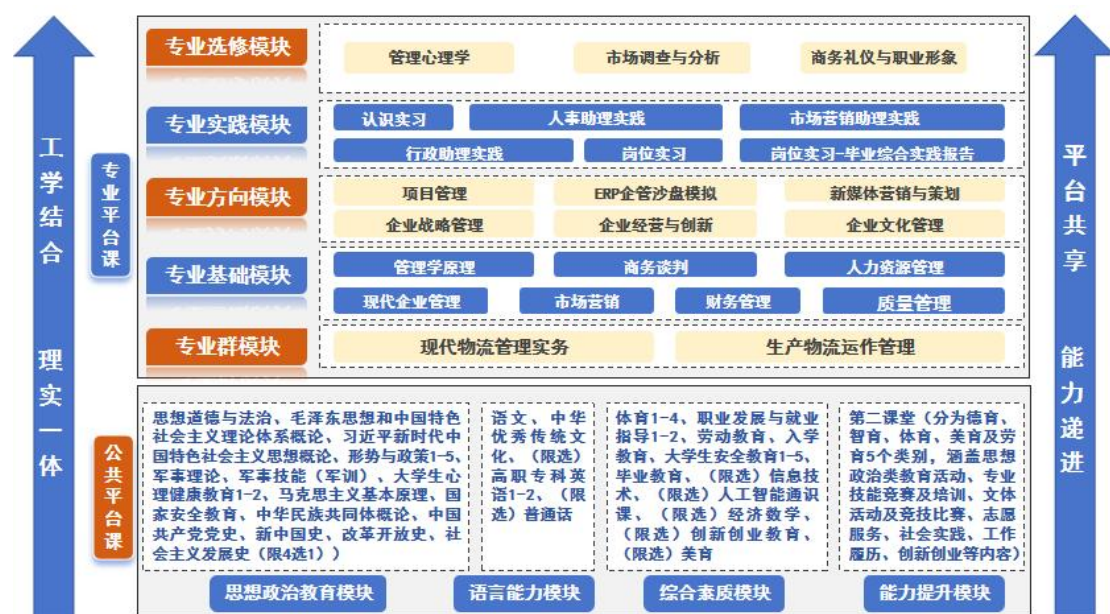 工学结合 理实一体
专业平台课
专业选修模块
管理心理学
市场调查与分析
商务礼仪与职业形象
专业实践模块
认识实习
人事助理实践
市场营销助理实践
行政助理实践
岗位实习
岗位实习-毕业综合实践报告
专业方向模块
项目管理
ERP企管沙盘模拟
新媒体营销与策划
企业战略管理
企业经营与创新
企业文化管理
专业基础模块
管理学原理
商务谈判
人力资源管理
现代企业管理
市场营销
财务管理
质量管理
专业群模块
现代物流管理实务
生产物流运作管理
公共平台课
思想道德与法治、毛泽东思想和中国特色
社会主义理论体系概论、习近平新时代中
国特色社会主义思想概论、形势与政策1-5、
军事理论、军事技能（军训）、大学生心
理健康教育1-2、马克思主义基本原理、国
家安全教育、中华民族共同体概论、中国
共产党党史、新中国史、改革开放史、社
会主义发展史（限4选1））
语文、中华
优秀传统文
化、（限选）
高职专科英
语1-2、（限
选）普通话
体育1-4、职业发展与就业
指导1-2、劳动教育、入学
教育、大学生安全教育1-5、
毕业教育、（限选）信息技
术、（限选）人工智能通识
课、（限选）经济数学、
（限选）创新创业教育、
（限选）美育
第二课堂（分为德育、
智育、体育、美育及劳
育5个类别，涵盖思想
政治类教育活动、专业
技能竞赛及培训、文体
活动及竞技比赛、志愿
服务、社会实践、工作
履历、创新创业等内容）
思想政治教育模块
语言能力模块
综合素质模块
能力提升模块
平台共享 能力递进